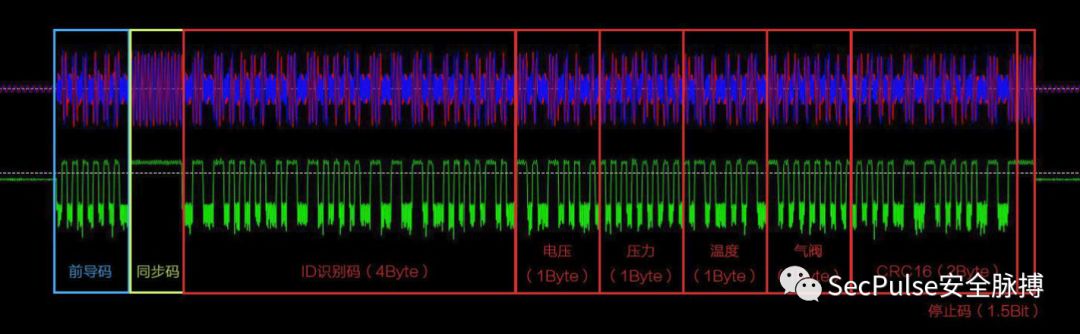 前导码
同步码
ID识别码（4Byte）
电压
（1Byte）
压力
（1Byte）
温度
（1Byte）
气阀
CRC16（2Byte）
SecPulse安全脉搏
停止码（1.5Bit）